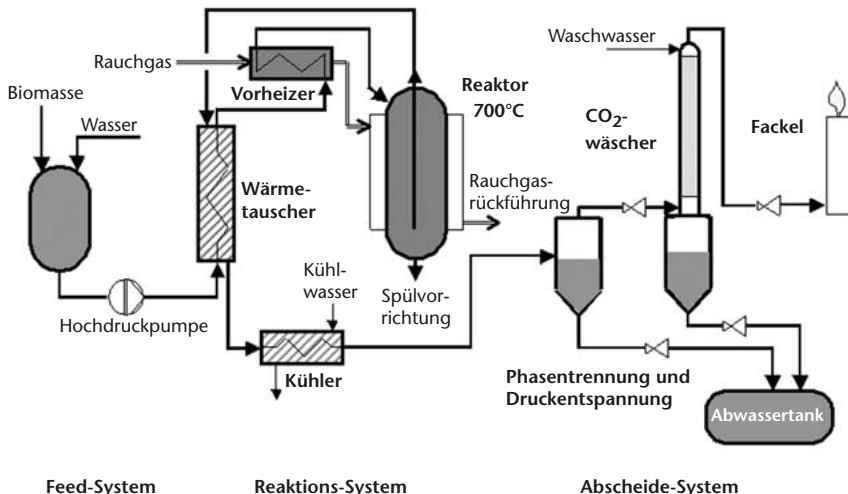 Waschwasser
Rauchgas
Vorheizer
Reaktor
700°C
Biomasse
Wasser
CO2-
wäscher
Fackel
Wärme-
tauscher
Rauchgas-
rückführung
Kühl-
wasser
Spülvor-
richtung
Hochdruckpumpe
Kühler
Phasentrennung und
Druckentspannung
Abwassertank
Feed-System
Reaktions-System
Abscheide-System